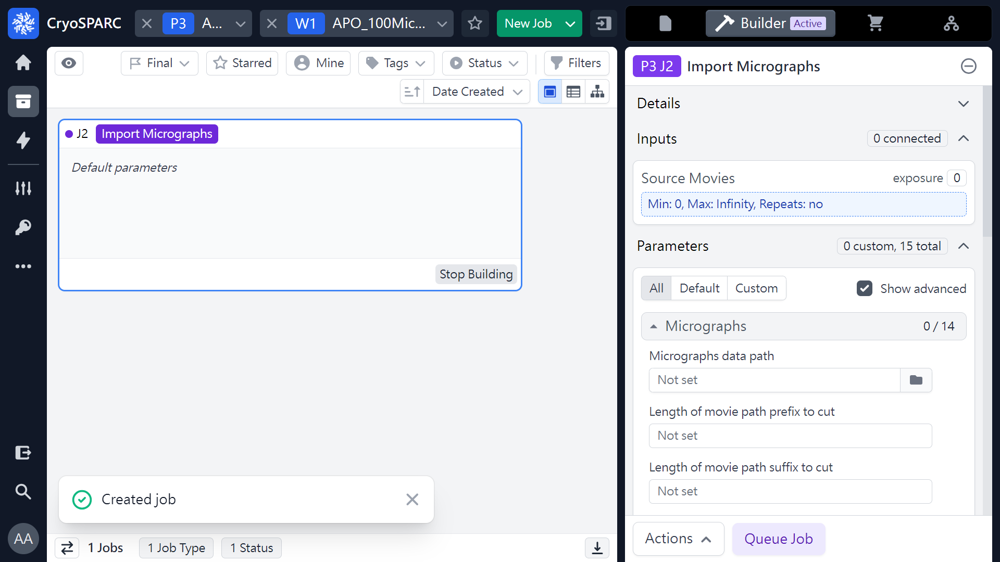 CryoSPARC
P3 A...
W1 APO_100Mic...
New Job
Builder Active
Final
Starred
Mine
Tags
Status
Filters
Date Created
J2 Import Micrographs
Default parameters
Stop Building
Created job
1 Jobs
1 Job Type
1 Status
AA
P3 J2 Import Micrographs
Details
Inputs 0 connected
Source Movies exposure 0
Min: 0, Max: Infinity, Repeats: no
Parameters 0 custom, 15 total
All Default Custom Show advanced
Micrographs 0 / 14
Micrographs data path
Not set
Length of movie path prefix to cut
Not set
Length of movie path suffix to cut
Not set
Actions
Queue Job